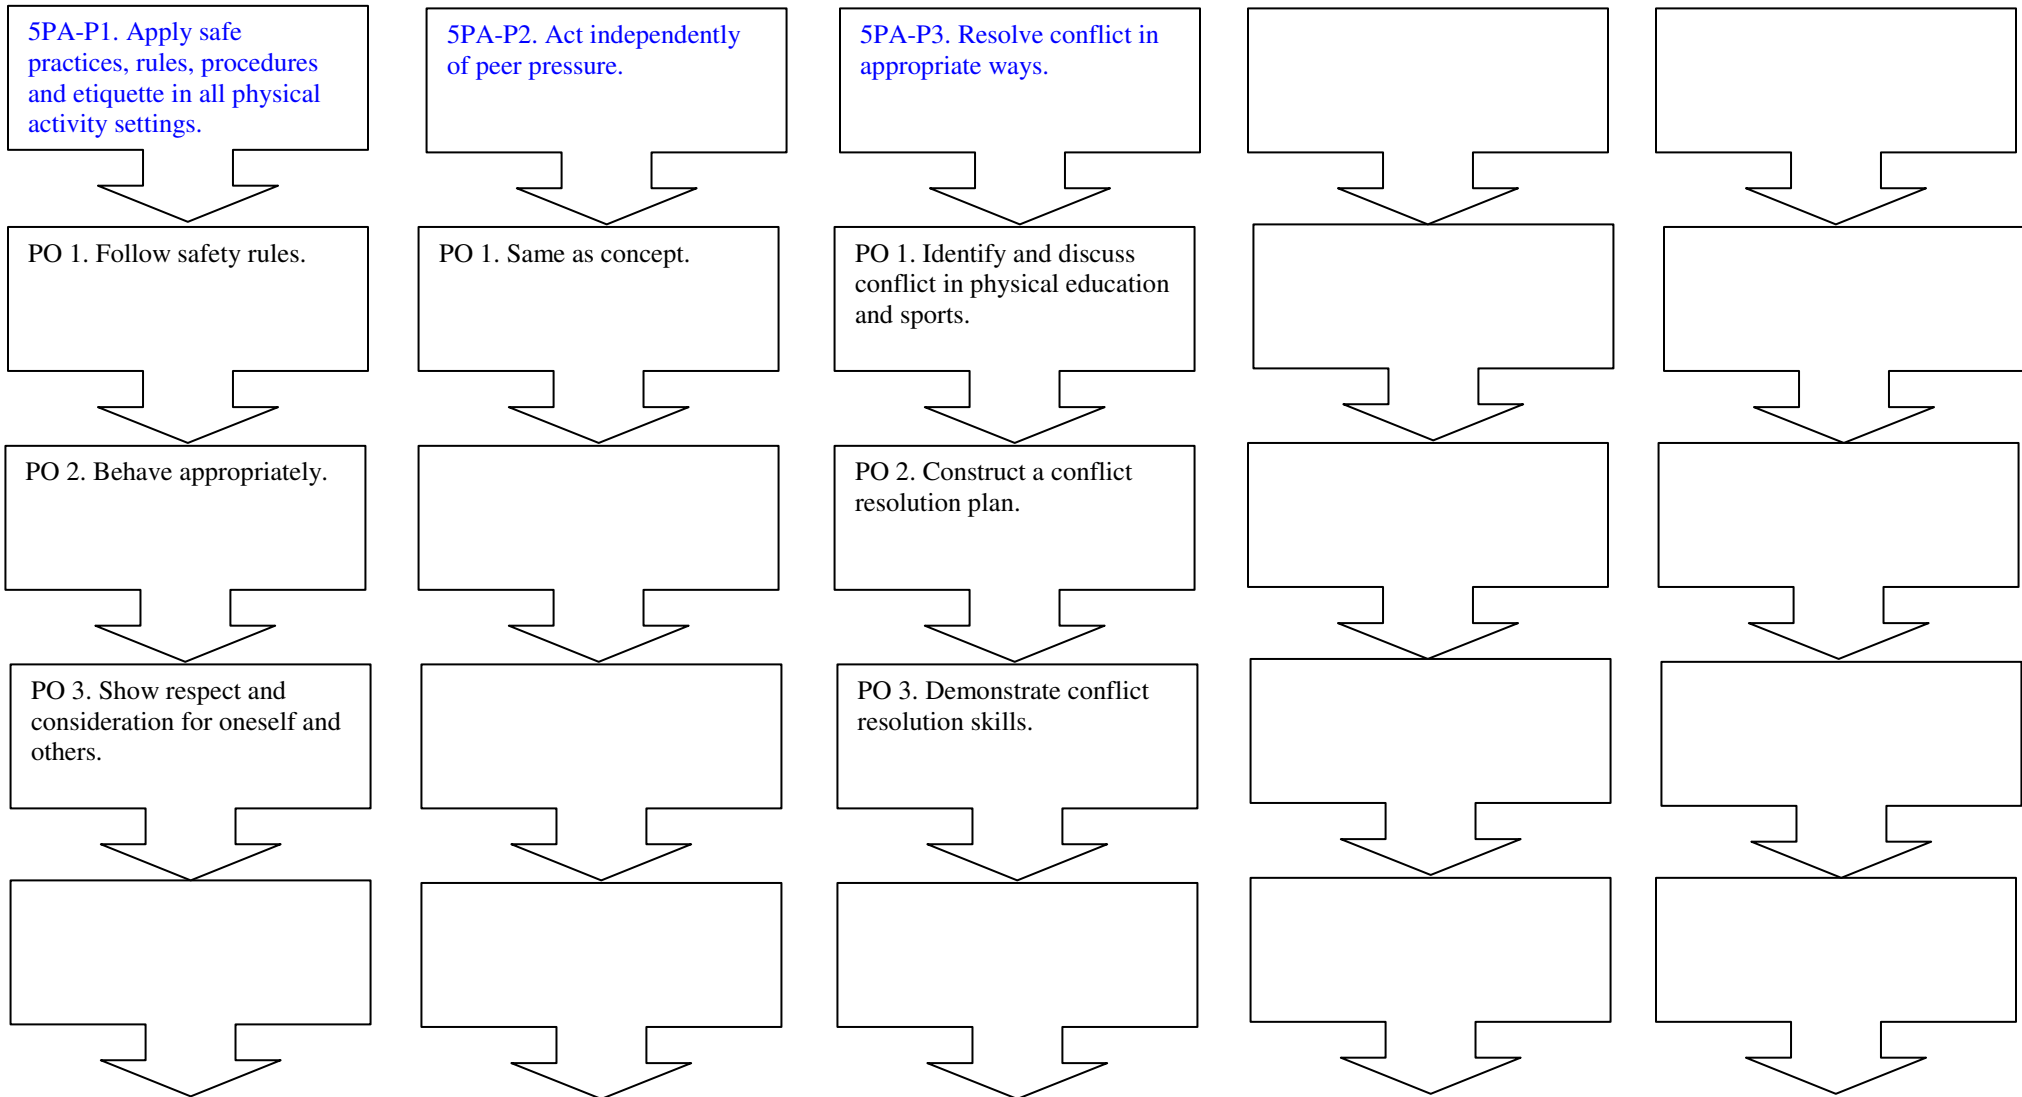 5PA-P1. Apply safe
practices, rules, procedures
and etiquette in all physical
activity settings.
5PA-P2. Act independently
of peer pressure.
5PA-P3. Resolve conflict in
appropriate ways.
PO 1. Follow safety rules.
PO 1. Same as concept.
PO 1. Identify and discuss
conflict in physical education
and sports.
PO 2. Behave appropriately.
PO 2. Construct a conflict
resolution plan.
PO 3. Show respect and
consideration for oneself and
others.
PO 3. Demonstrate conflict
resolution skills.